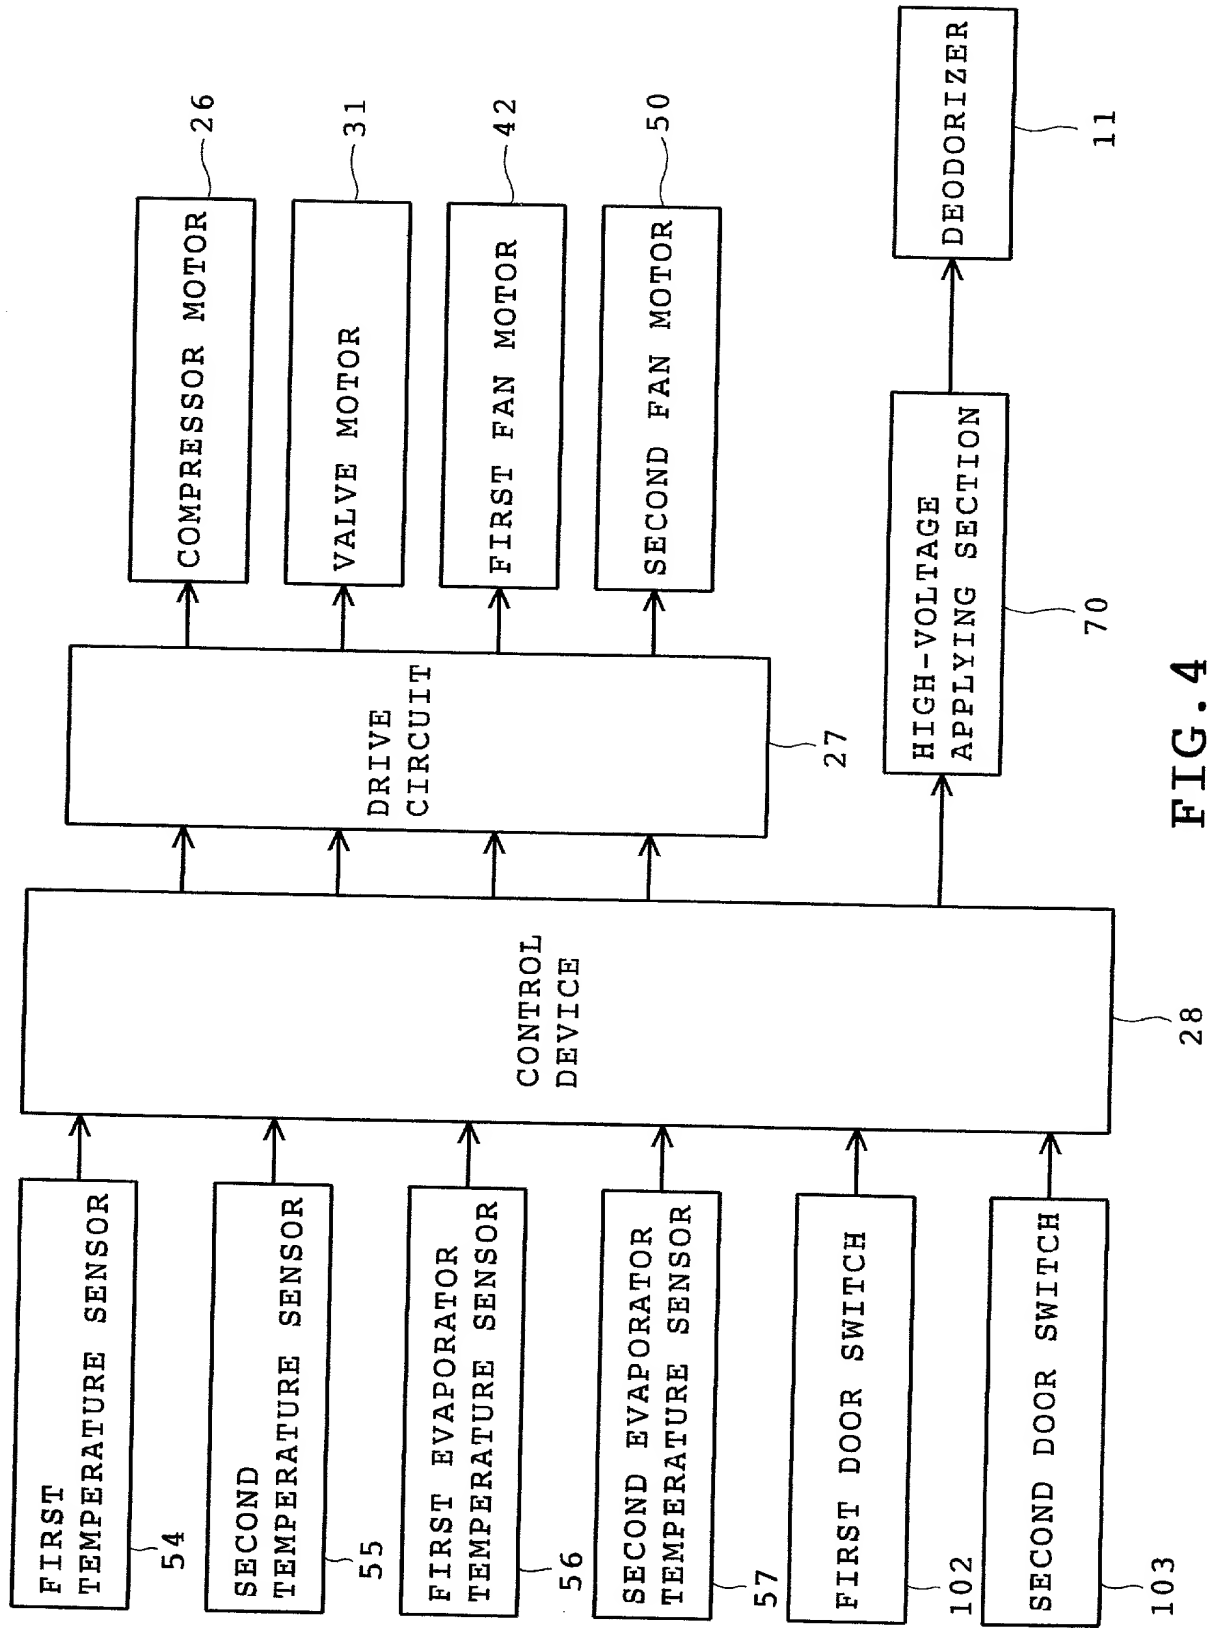 FIRST
TEMPERATURE SENSOR
54
SECOND
TEMPERATURE SENSOR
55
FIRST EVAPORATOR
TEMPERATURE SENSOR
56
SECOND EVAPORATOR
TEMPERATURE SENSOR
57
FIRST DOOR SWITCH
102
SECOND DOOR SWITCH
103
CONTROL
DEVICE
28
DRIVE
CIRCUIT
27
COMPRESSOR MOTOR
26
VALVE MOTOR
31
FIRST FAN MOTOR
42
SECOND FAN MOTOR
50
HIGH-VOLTAGE
APPLYING SECTION
70
DEODORIZER
11
FIG.4